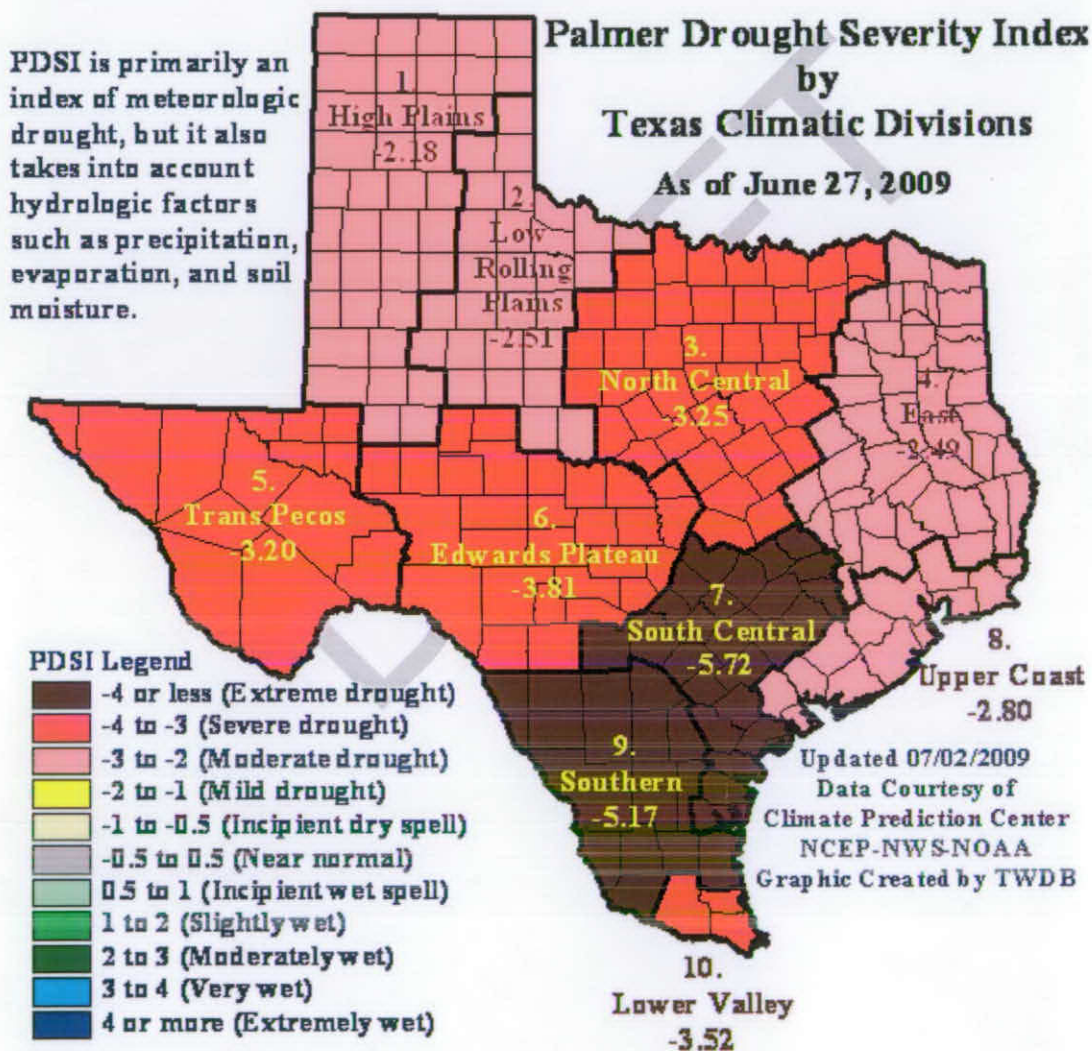 Palmer Drought Severity Index
by
Texas Climatic Divisions
As of June 27, 2009
PDSI is primarily an
index of meteorologic
drought, but it also
takes into account
hydrologic factors
such as precipitation,
evaporation, and soil
moisture.
1.
High Plains
-2.18
2.
Low
Rolling
Plains
-2.51
3.
North Central
-3.25
4.
East
-2.49
5.
Trans Pecos
-3.20
6.
Edwards Plateau
-3.81
7.
South Central
-5.72
8.
Upper Coast
-2.80
9.
Southern
-5.17
10.
Lower Valley
-3.52
PDSI Legend
-4 or less (Extreme drought)
-4 to -3 (Severe drought)
-3 to -2 (Moderate drought)
-2 to -1 (Mild drought)
-1 to -0.5 (Incipient dry spell)
-0.5 to 0.5 (Near normal)
0.5 to 1 (Incipient wet spell)
1 to 2 (Slightly wet)
2 to 3 (Moderately wet)
3 to 4 (Very wet)
4 or more (Extremely wet)
Updated 07/02/2009
Data Courtesy of
Climate Prediction Center
NCEP-NWS-NOAA
Graphic Created by TWDB